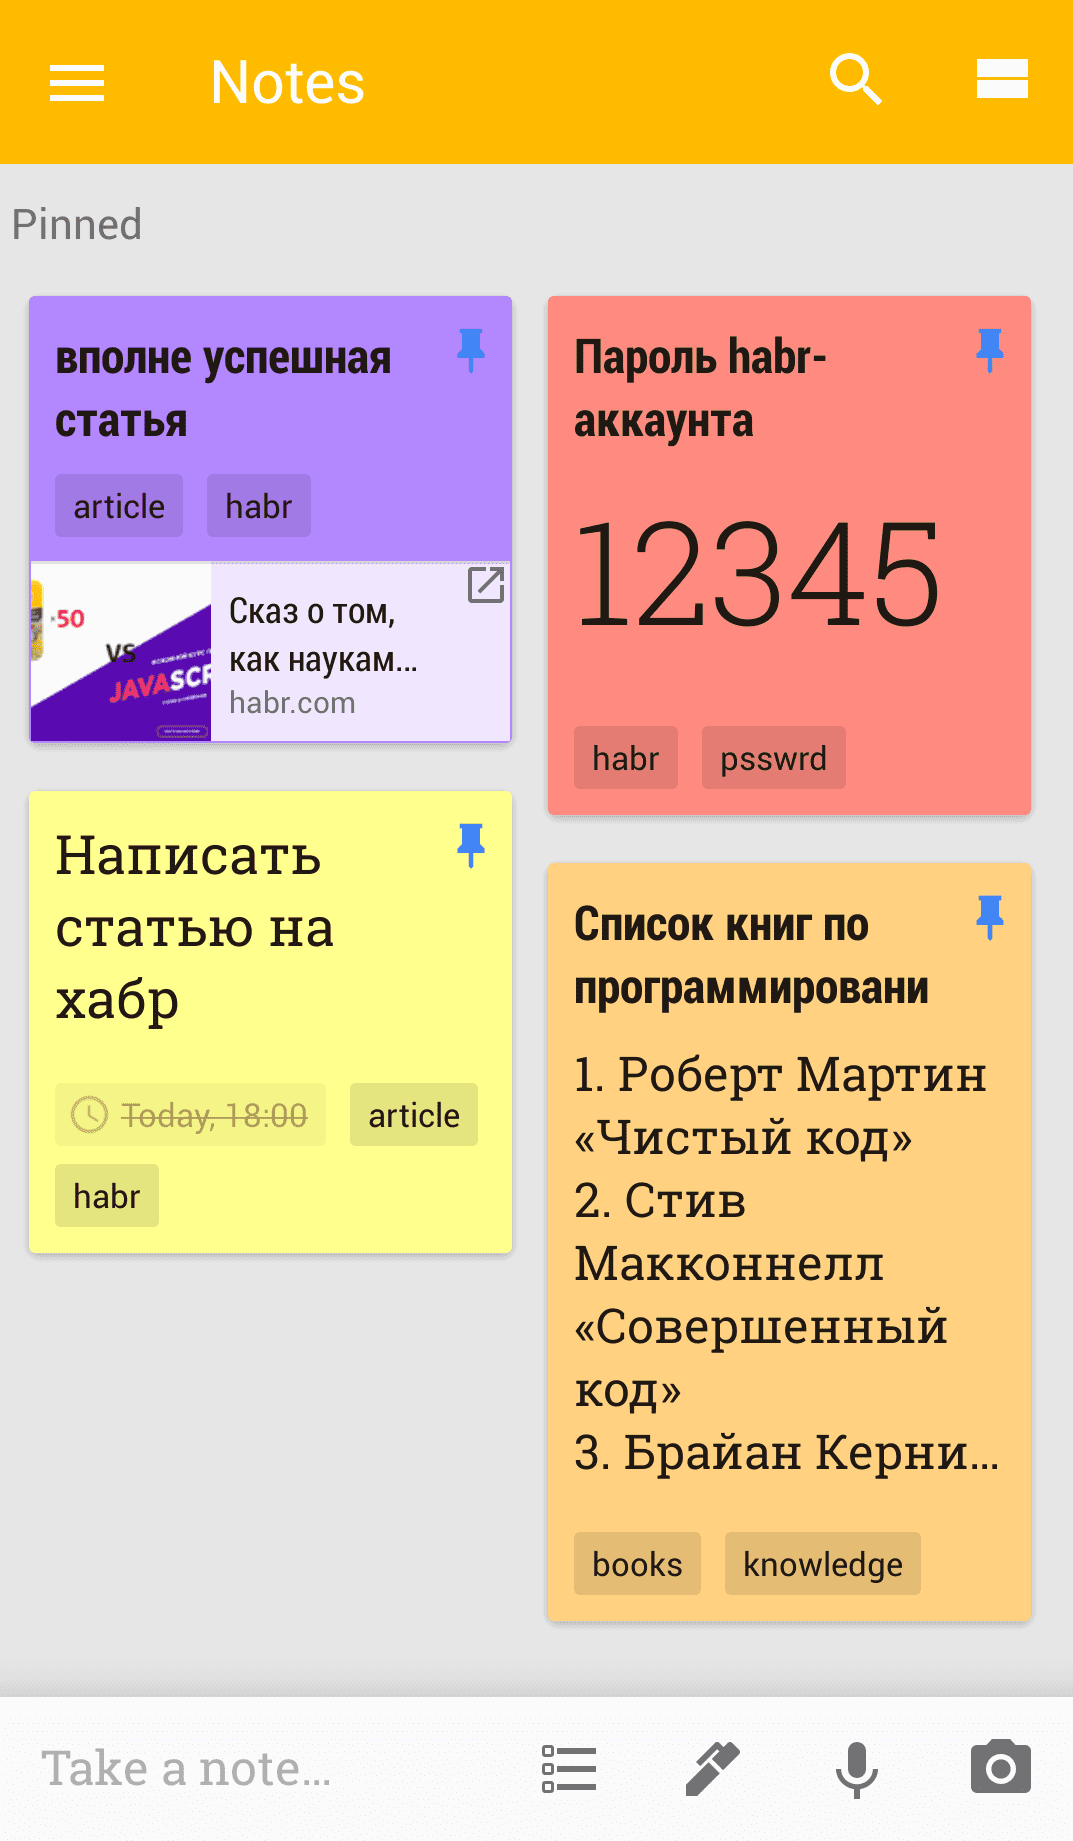 Notes
Pinned
вполне успешная
статья
article habr
50
VS
JAVASCR
Сказ о том,
как наукам...
habr.com
Написать
статью на
хабр
Today, 18:00 article
habr
Пароль habr-
аккаунта
12345
habr psswrd
Список книг по
программировани
1. Роберт Мартин
«Чистый код»
2. Стив
Макконнелл
«Совершенный
код»
3. Брайан Керни...
books knowledge
Take a note...